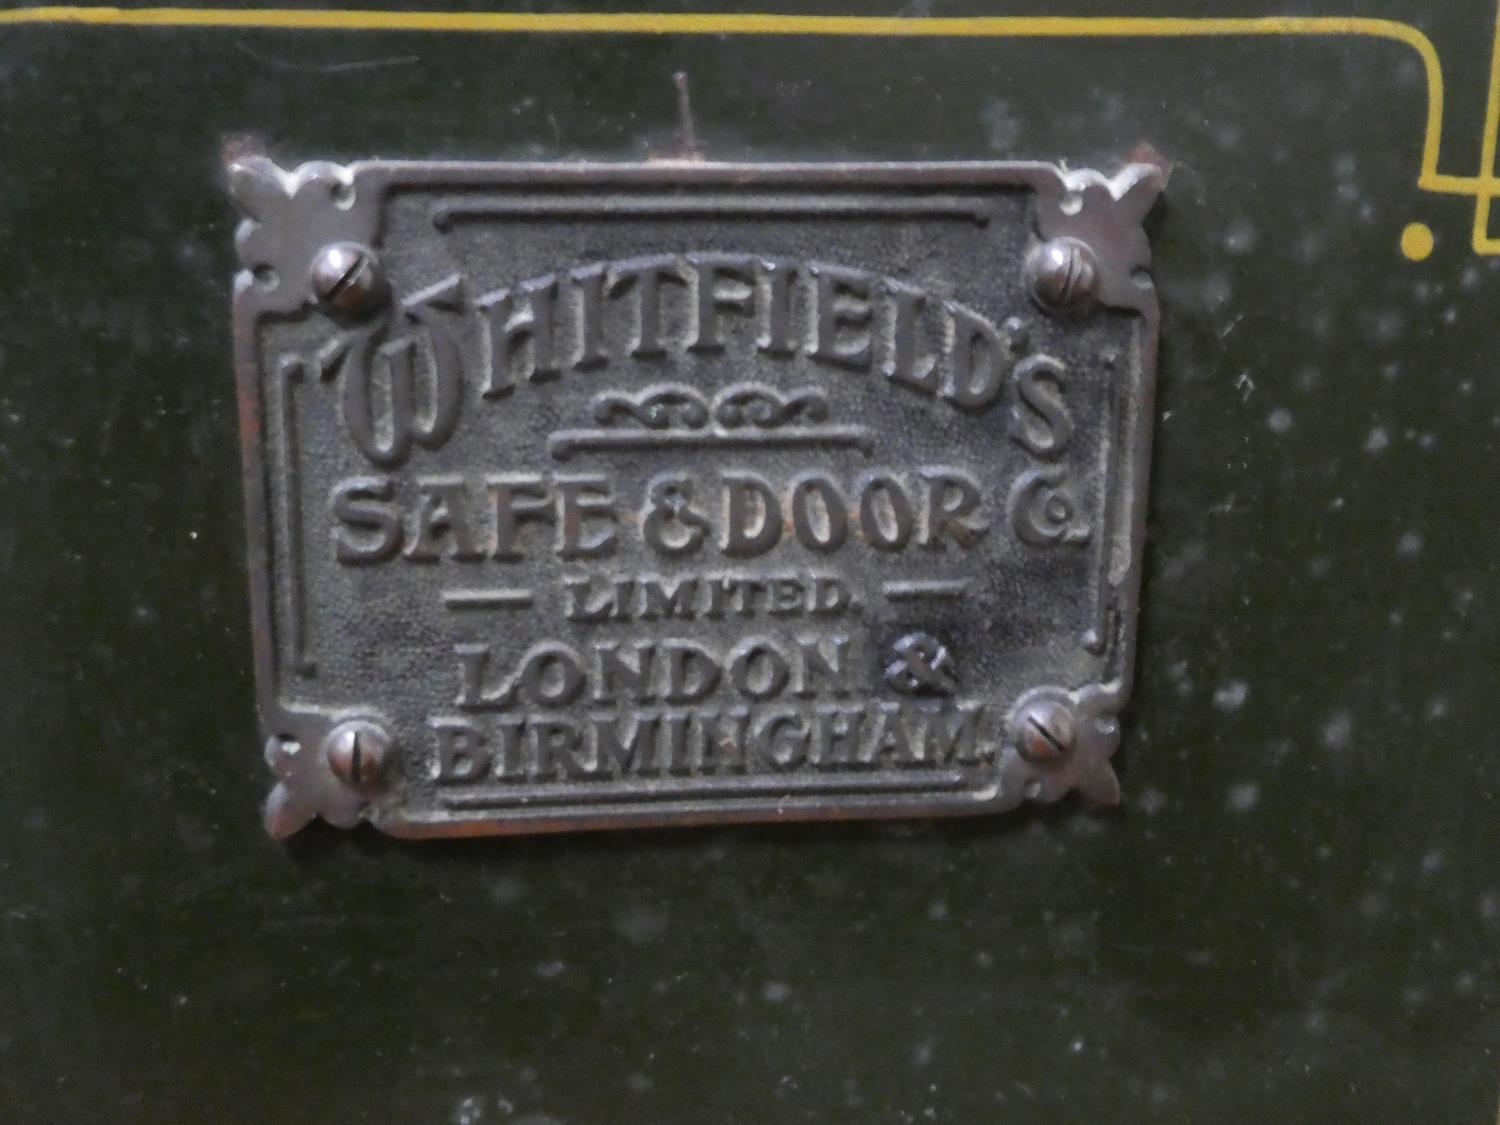 WHITFIELD'S
SAFE & DOOR Co.
— LIMITED. —
LONDON &
BIRMINGHAM.